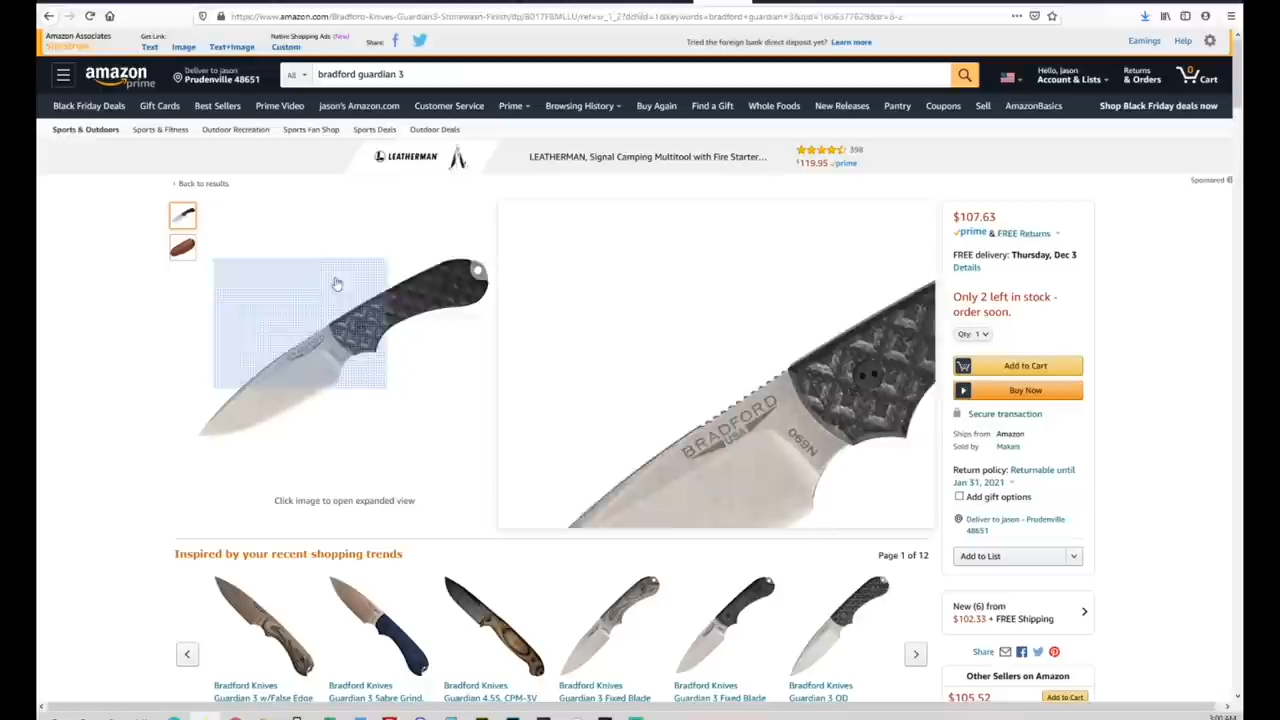 https://www.amazon.com/Bradford-Knives-Guardian3-Stonewash-Finish/dp/B017F8MLLU/ref=sr_1_2?dchild=1&keywords=bradford+guardian+3&qid=1606377629&sr=8-2
Amazon Associates
SiteStripe
Get Link:
Text Image Text+Image
Native Shopping Ads (New)
Custom
Share:
Tried the foreign bank direct deposit yet? Learn more
Earnings Help
amazon prime
Deliver to jason
Prudenville 48651
All bradford guardian 3
Hello, jason
Account & Lists
Returns
& Orders
0
Cart
Black Friday Deals Gift Cards Best Sellers Prime Video jason's Amazon.com Customer Service Prime Browsing History Buy Again Find a Gift Whole Foods New Releases Pantry Coupons Sell AmazonBasics Shop Black Friday deals now
Sports & Outdoors Sports & Fitness Outdoor Recreation Sports Fan Shop Sports Deals Outdoor Deals
LEATHERMAN
LEATHERMAN, Signal Camping Multitool with Fire Starter...
398
$119.95 prime
Sponsored
‹ Back to results
BRADFORD
USA
N690
Click image to open expanded view
$107.63
prime & FREE Returns
FREE delivery: Thursday, Dec 3
Details
Only 2 left in stock -
order soon.
Qty: 1
Add to Cart
Buy Now
Secure transaction
Ships from Amazon
Sold by Makais
Return policy: Returnable until
Jan 31, 2021
Add gift options
Deliver to jason - Prudenville
48651
Add to List
New (6) from
$102.33 + FREE Shipping
Share
Other Sellers on Amazon
$105.52 Add to Cart
Inspired by your recent shopping trends
Page 1 of 12
Bradford Knives
Guardian 3 w/False Edge
Bradford Knives
Guardian 3 Sabre Grind,
Bradford Knives
Guardian 4.5S, CPM-3V
Bradford Knives
Guardian 3 Fixed Blade
Bradford Knives
Guardian 3 Fixed Blade
Bradford Knives
Guardian 3 OD
3:00 AM